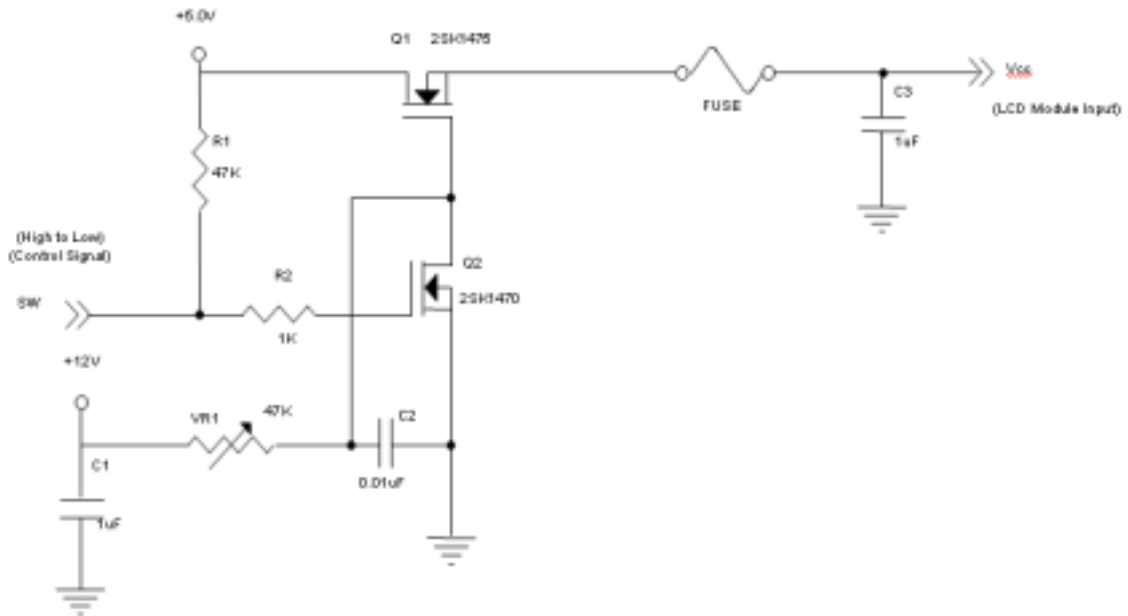 +5.0V
Q1 2SK1475
R1
47K
FUSE
C3
1uF
Vcc
(LCD Module Input)
(High to Low)
(Control Signal)
SW
R2
1K
Q2
2SK1470
+12V
VR1
47K
C2
0.01uF
C1
1uF